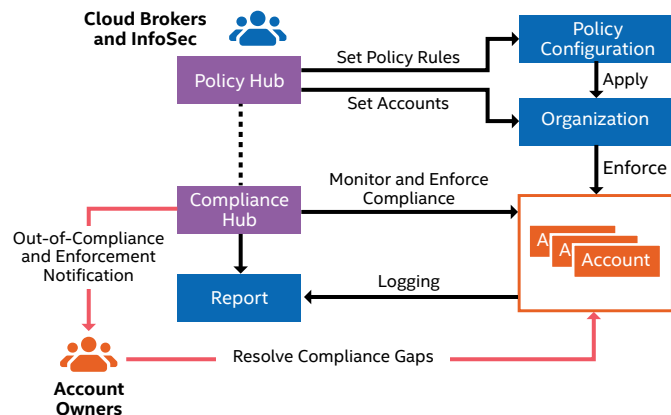 Cloud Brokers
and InfoSec
Policy
Configuration
Set Policy Rules
Policy Hub
Apply
Set Accounts
Organization
Enforce
Monitor and Enforce
Compliance
Compliance
Hub
Out-of-Compliance
and Enforcement
Notification
A
A
Account
Logging
Report
Resolve Compliance Gaps
Account
Owners